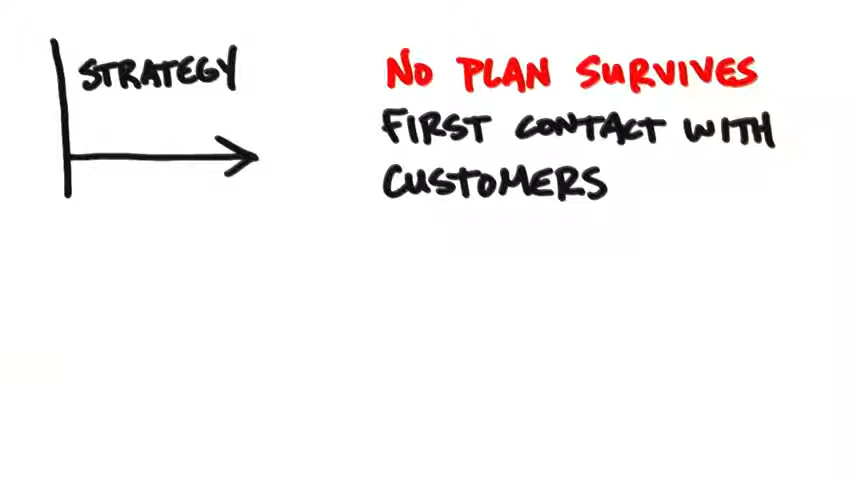 STRATEGY
NO PLAN SURVIVES
FIRST CONTACT WITH
CUSTOMERS